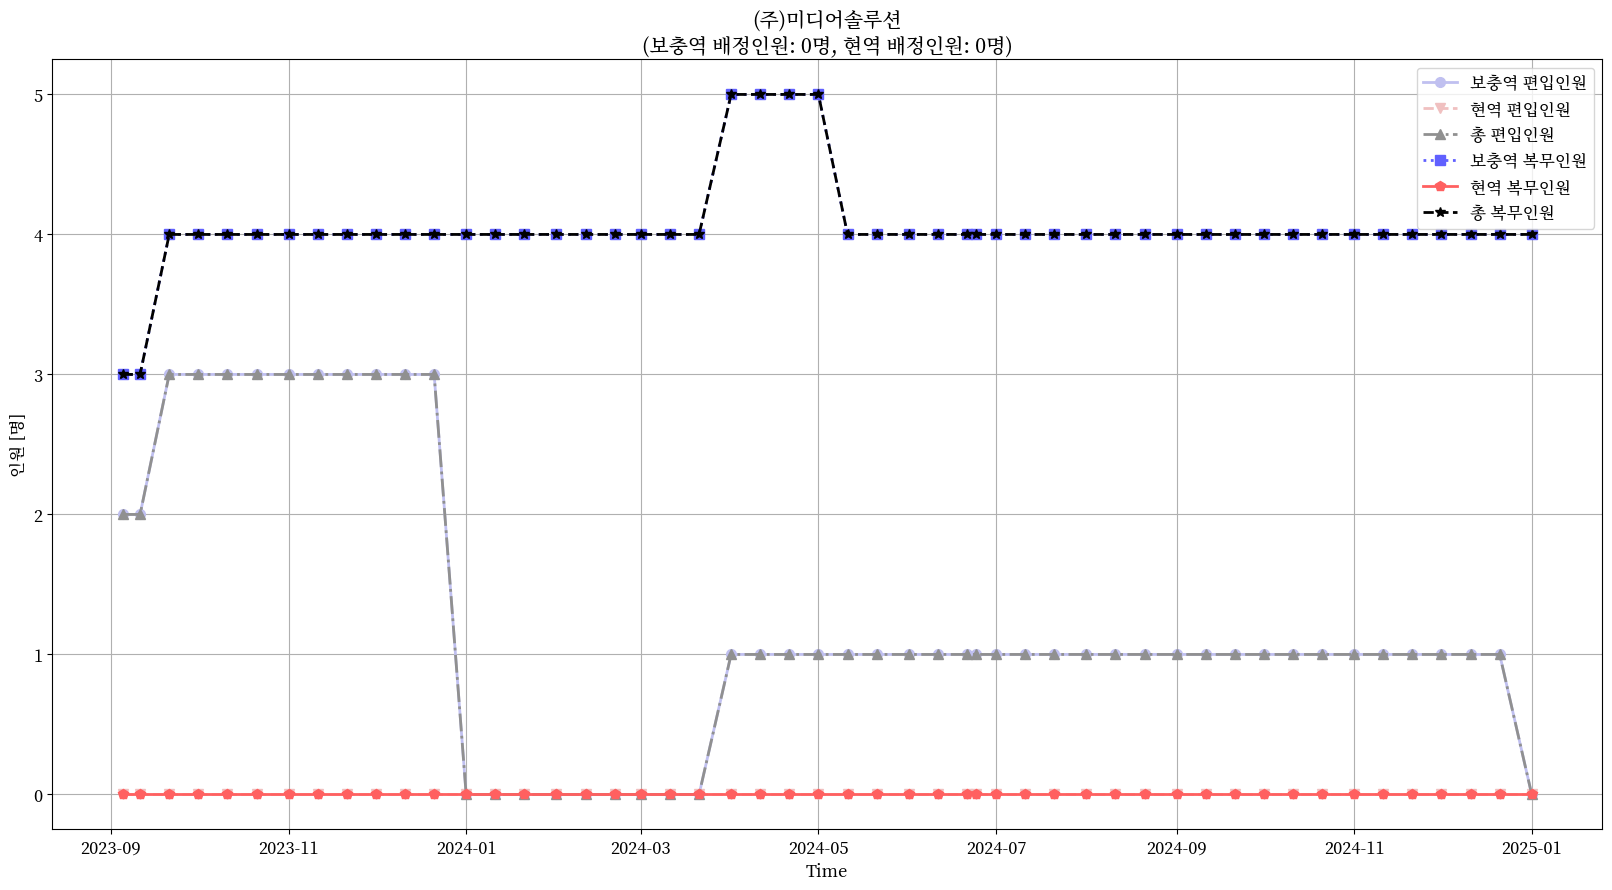 (주)미디어솔루션
(보충역 배정인원: 0명, 현역 배정인원: 0명)
보충역 편입인원
현역 편입인원
총 편입인원
보충역 복무인원
현역 복무인원
총 복무인원
인원 [명]
5
4
3
2
1
0
2023-09
2023-11
2024-01
2024-03
2024-05
2024-07
2024-09
2024-11
2025-01
Time